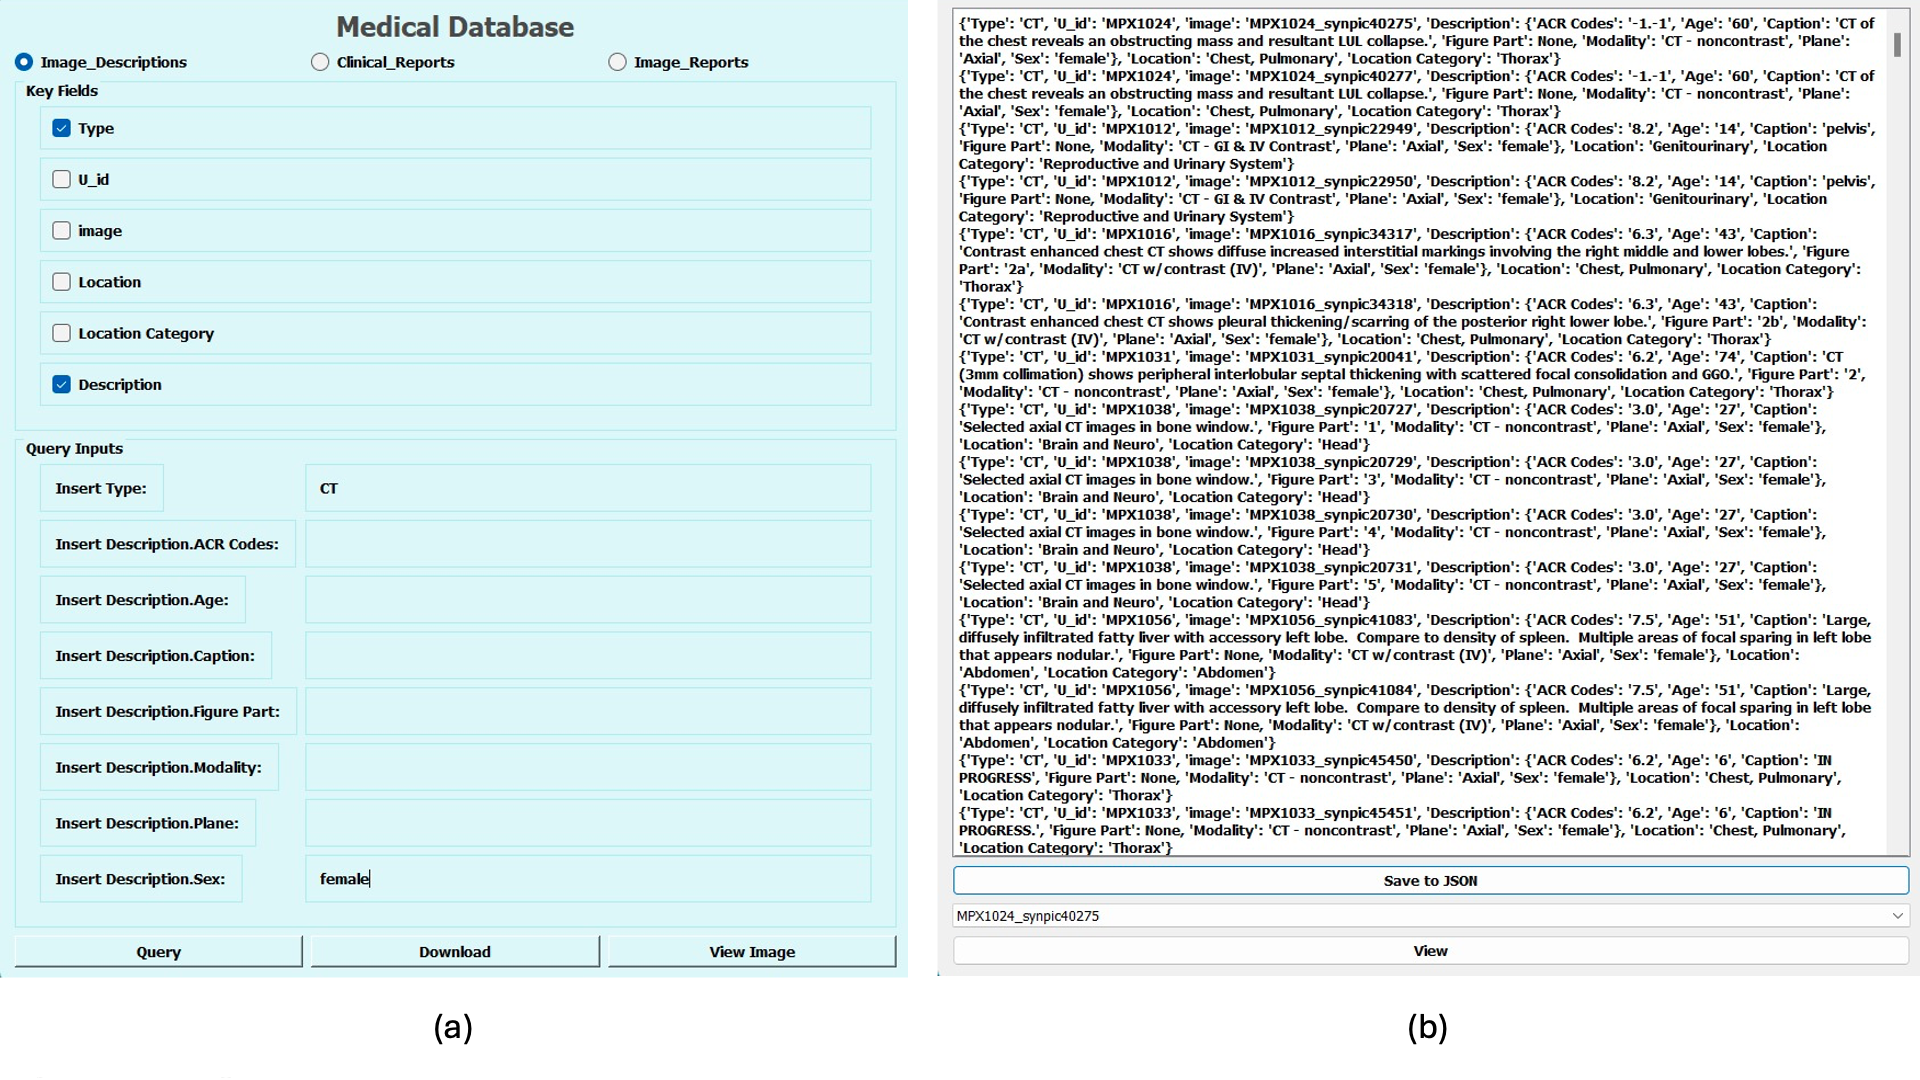 Medical Database
Image_Descriptions
Clinical_Reports
Image_Reports
Key Fields
Type
U_id
image
Location
Location Category
Description
Query Inputs
Insert Type:
CT
Insert Description.ACR Codes:
Insert Description.Age:
Insert Description.Caption:
Insert Description.Figure Part:
Insert Description.Modality:
Insert Description.Plane:
Insert Description.Sex:
female
Query
Download
View Image
(a)
{'Type': 'CT', 'U_id': 'MPX1024', 'image': 'MPX1024_synpic40275', 'Description': {'ACR Codes': '-1.-1', 'Age': '60', 'Caption': 'CT of
the chest reveals an obstructing mass and resultant LUL collapse.', 'Figure Part': None, 'Modality': 'CT - noncontrast', 'Plane':
'Axial', 'Sex': 'female'}, 'Location': 'Chest, Pulmonary', 'Location Category': 'Thorax'}
{'Type': 'CT', 'U_id': 'MPX1024', 'image': 'MPX1024_synpic40277', 'Description': {'ACR Codes': '-1.-1', 'Age': '60', 'Caption': 'CT of
the chest reveals an obstructing mass and resultant LUL collapse.', 'Figure Part': None, 'Modality': 'CT - noncontrast', 'Plane':
'Axial', 'Sex': 'female'}, 'Location': 'Chest, Pulmonary', 'Location Category': 'Thorax'}
{'Type': 'CT', 'U_id': 'MPX1012', 'image': 'MPX1012_synpic22949', 'Description': {'ACR Codes': '8.2', 'Age': '14', 'Caption': 'pelvis',
'Figure Part': None, 'Modality': 'CT - GI & IV Contrast', 'Plane': 'Axial', 'Sex': 'female'}, 'Location': 'Genitourinary', 'Location
Category': 'Reproductive and Urinary System'}
{'Type': 'CT', 'U_id': 'MPX1012', 'image': 'MPX1012_synpic22950', 'Description': {'ACR Codes': '8.2', 'Age': '14', 'Caption': 'pelvis',
'Figure Part': None, 'Modality': 'CT - GI & IV Contrast', 'Plane': 'Axial', 'Sex': 'female'}, 'Location': 'Genitourinary', 'Location
Category': 'Reproductive and Urinary System'}
{'Type': 'CT', 'U_id': 'MPX1016', 'image': 'MPX1016_synpic34317', 'Description': {'ACR Codes': '6.3', 'Age': '43', 'Caption':
'Contrast enhanced chest CT shows diffuse increased interstitial markings involving the right middle and lower lobes.', 'Figure
Part': '2a', 'Modality': 'CT w/contrast (IV)', 'Plane': 'Axial', 'Sex': 'female'}, 'Location': 'Chest, Pulmonary', 'Location Category':
'Thorax'}
{'Type': 'CT', 'U_id': 'MPX1016', 'image': 'MPX1016_synpic34318', 'Description': {'ACR Codes': '6.3', 'Age': '43', 'Caption':
'Contrast enhanced chest CT shows pleural thickening/scarring of the posterior right lower lobe.', 'Figure Part': '2b', 'Modality':
'CT w/contrast (IV)', 'Plane': 'Axial', 'Sex': 'female'}, 'Location': 'Chest, Pulmonary', 'Location Category': 'Thorax'}
{'Type': 'CT', 'U_id': 'MPX1031', 'image': 'MPX1031_synpic20041', 'Description': {'ACR Codes': '6.2', 'Age': '74', 'Caption': 'CT
(3mm collimation) shows peripheral interlobular septal thickening with scattered focal consolidation and GGO.', 'Figure Part': '2',
'Modality': 'CT - noncontrast', 'Plane': 'Axial', 'Sex': 'female'}, 'Location': 'Chest, Pulmonary', 'Location Category': 'Thorax'}
{'Type': 'CT', 'U_id': 'MPX1038', 'image': 'MPX1038_synpic20727', 'Description': {'ACR Codes': '3.0', 'Age': '27', 'Caption':
'Selected axial CT images in bone window.', 'Figure Part': '1', 'Modality': 'CT - noncontrast', 'Plane': 'Axial', 'Sex': 'female'},
'Location': 'Brain and Neuro', 'Location Category': 'Head'}
{'Type': 'CT', 'U_id': 'MPX1038', 'image': 'MPX1038_synpic20729', 'Description': {'ACR Codes': '3.0', 'Age': '27', 'Caption':
'Selected axial CT images in bone window.', 'Figure Part': '3', 'Modality': 'CT - noncontrast', 'Plane': 'Axial', 'Sex': 'female'},
'Location': 'Brain and Neuro', 'Location Category': 'Head'}
{'Type': 'CT', 'U_id': 'MPX1038', 'image': 'MPX1038_synpic20730', 'Description': {'ACR Codes': '3.0', 'Age': '27', 'Caption':
'Selected axial CT images in bone window.', 'Figure Part': '4', 'Modality': 'CT - noncontrast', 'Plane': 'Axial', 'Sex': 'female'},
'Location': 'Brain and Neuro', 'Location Category': 'Head'}
{'Type': 'CT', 'U_id': 'MPX1038', 'image': 'MPX1038_synpic20731', 'Description': {'ACR Codes': '3.0', 'Age': '27', 'Caption':
'Selected axial CT images in bone window.', 'Figure Part': '5', 'Modality': 'CT - noncontrast', 'Plane': 'Axial', 'Sex': 'female'},
'Location': 'Brain and Neuro', 'Location Category': 'Head'}
{'Type': 'CT', 'U_id': 'MPX1056', 'image': 'MPX1056_synpic41083', 'Description': {'ACR Codes': '7.5', 'Age': '51', 'Caption': 'Large,
diffusely infiltrated fatty liver with accessory left lobe.  Compare to density of spleen.  Multiple areas of focal sparing in left lobe
that appears nodular.', 'Figure Part': None, 'Modality': 'CT w/contrast (IV)', 'Plane': 'Axial', 'Sex': 'female'}, 'Location':
'Abdomen', 'Location Category': 'Abdomen'}
{'Type': 'CT', 'U_id': 'MPX1056', 'image': 'MPX1056_synpic41084', 'Description': {'ACR Codes': '7.5', 'Age': '51', 'Caption': 'Large,
diffusely infiltrated fatty liver with accessory left lobe.  Compare to density of spleen.  Multiple areas of focal sparing in left lobe
that appears nodular.', 'Figure Part': None, 'Modality': 'CT w/contrast (IV)', 'Plane': 'Axial', 'Sex': 'female'}, 'Location':
'Abdomen', 'Location Category': 'Abdomen'}
{'Type': 'CT', 'U_id': 'MPX1033', 'image': 'MPX1033_synpic45450', 'Description': {'ACR Codes': '6.2', 'Age': '6', 'Caption': 'IN
PROGRESS', 'Figure Part': None, 'Modality': 'CT - noncontrast', 'Plane': 'Axial', 'Sex': 'female'}, 'Location': 'Chest, Pulmonary',
'Location Category': 'Thorax'}
{'Type': 'CT', 'U_id': 'MPX1033', 'image': 'MPX1033_synpic45451', 'Description': {'ACR Codes': '6.2', 'Age': '6', 'Caption': 'IN
PROGRESS.', 'Figure Part': None, 'Modality': 'CT - noncontrast', 'Plane': 'Axial', 'Sex': 'female'}, 'Location': 'Chest, Pulmonary',
'Location Category': 'Thorax'}
Save to JSON
MPX1024_synpic40275
View
(b)